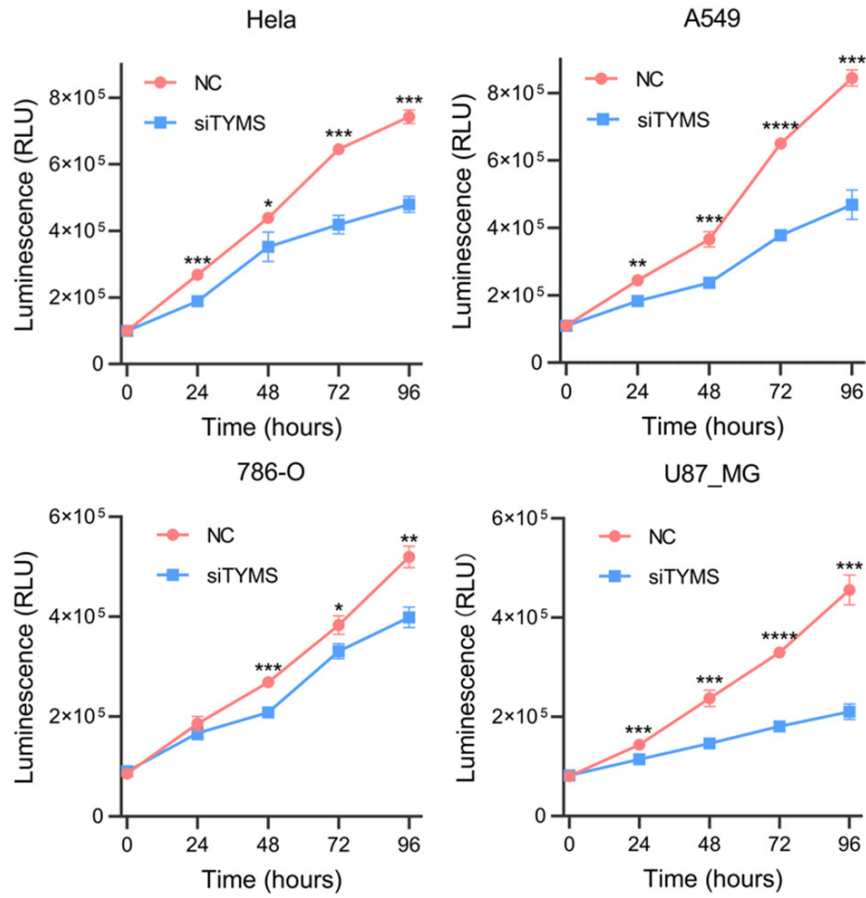 Hela
Luminescence (RLU)
8×10⁵
6×10⁵
4×10⁵
2×10⁵
0
NC
siTYMS
***
*
***
***
0 24 48 72 96
Time (hours)
A549
Luminescence (RLU)
8×10⁵
6×10⁵
4×10⁵
2×10⁵
0
NC
siTYMS
**
***
****
***
0 24 48 72 96
Time (hours)
786-O
Luminescence (RLU)
6×10⁵
4×10⁵
2×10⁵
0
NC
siTYMS
***
*
**
0 24 48 72 96
Time (hours)
U87_MG
Luminescence (RLU)
6×10⁵
4×10⁵
2×10⁵
0
NC
siTYMS
***
***
****
***
0 24 48 72 96
Time (hours)